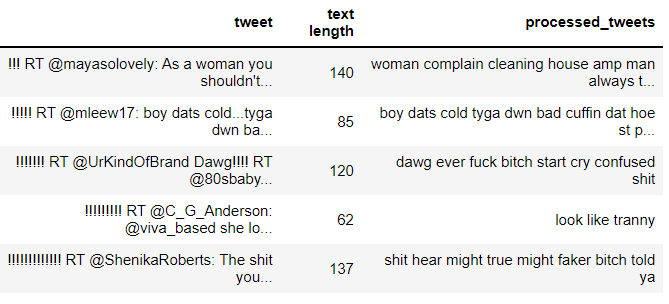 tweet text length processed_tweets
!!! RT @mayasolovely: As a woman you shouldn't... 140 woman complain cleaning house amp man always t...
!!!!! RT @mleew17: boy dats cold...tyga dwn ba... 85 boy dats cold tyga dwn bad cuffin dat hoe st p...
!!!!!!! RT @UrKindOfBrand Dawg!!!! RT @80sbaby... 120 dawg ever fuck bitch start cry confused shit
!!!!!!!!! RT @C_G_Anderson: @viva_based she lo... 62 look like tranny
!!!!!!!!!!!!! RT @ShenikaRoberts: The shit you... 137 shit hear might true might faker bitch told ya